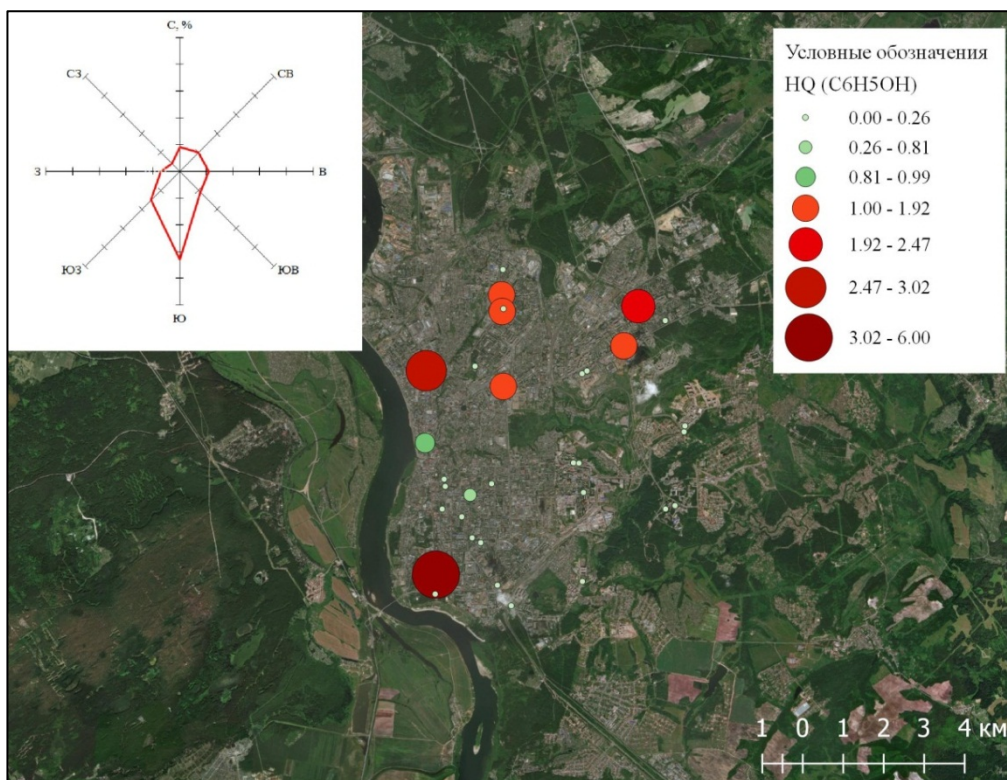 С, %
СЗ
СВ
З
В
ЮЗ
ЮВ
Ю
Условные обозначения
HQ (C6H5OH)
0.00 - 0.26
0.26 - 0.81
0.81 - 0.99
1.00 - 1.92
1.92 - 2.47
2.47 - 3.02
3.02 - 6.00
1 0 1 2 3 4 км